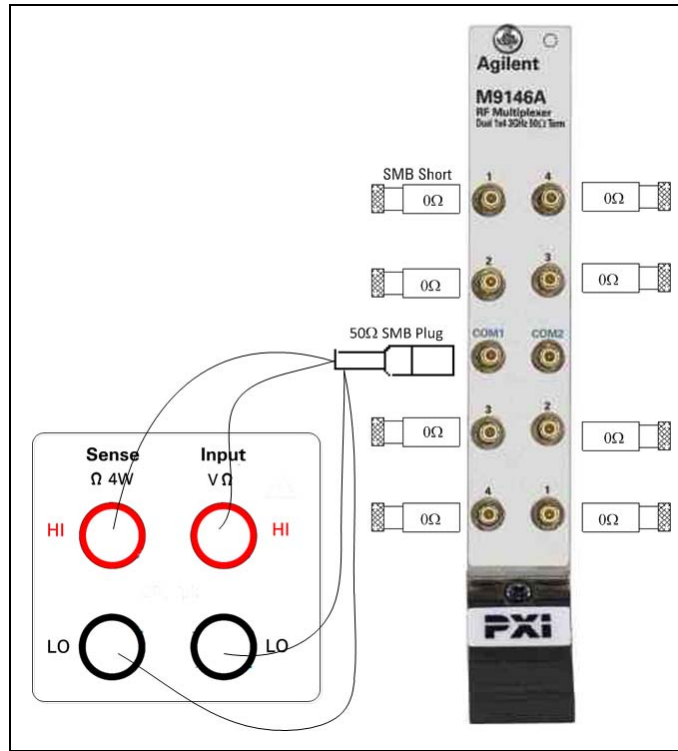 Agilent
M9146A
RF Multiplexer
Dual 1x4 3GHz 50Ω Term
SMB Short
1
4
0Ω
0Ω
2
3
0Ω
0Ω
50Ω SMB Plug
COM1
COM2
3
2
0Ω
0Ω
4
1
0Ω
0Ω
Sense
Input
Ω 4W
V Ω
HI
HI
LO
LO
PXI